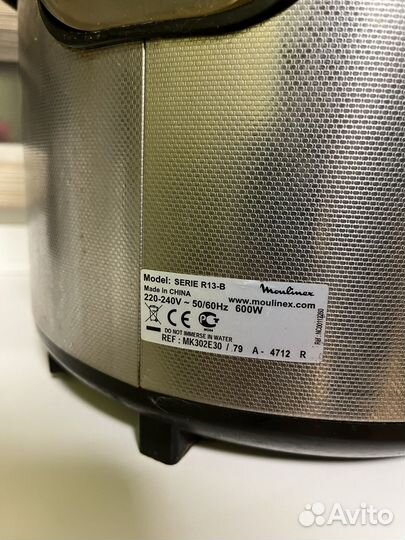 Model: SERIE R13-B Moulinex
Made in CHINA
220-240V ~ 50/60Hz 600W
www.moulinex.com
CE
DO NOT IMMERSE IN WATER
REF : MK302E30 / 79 A - 4712 R
Avito